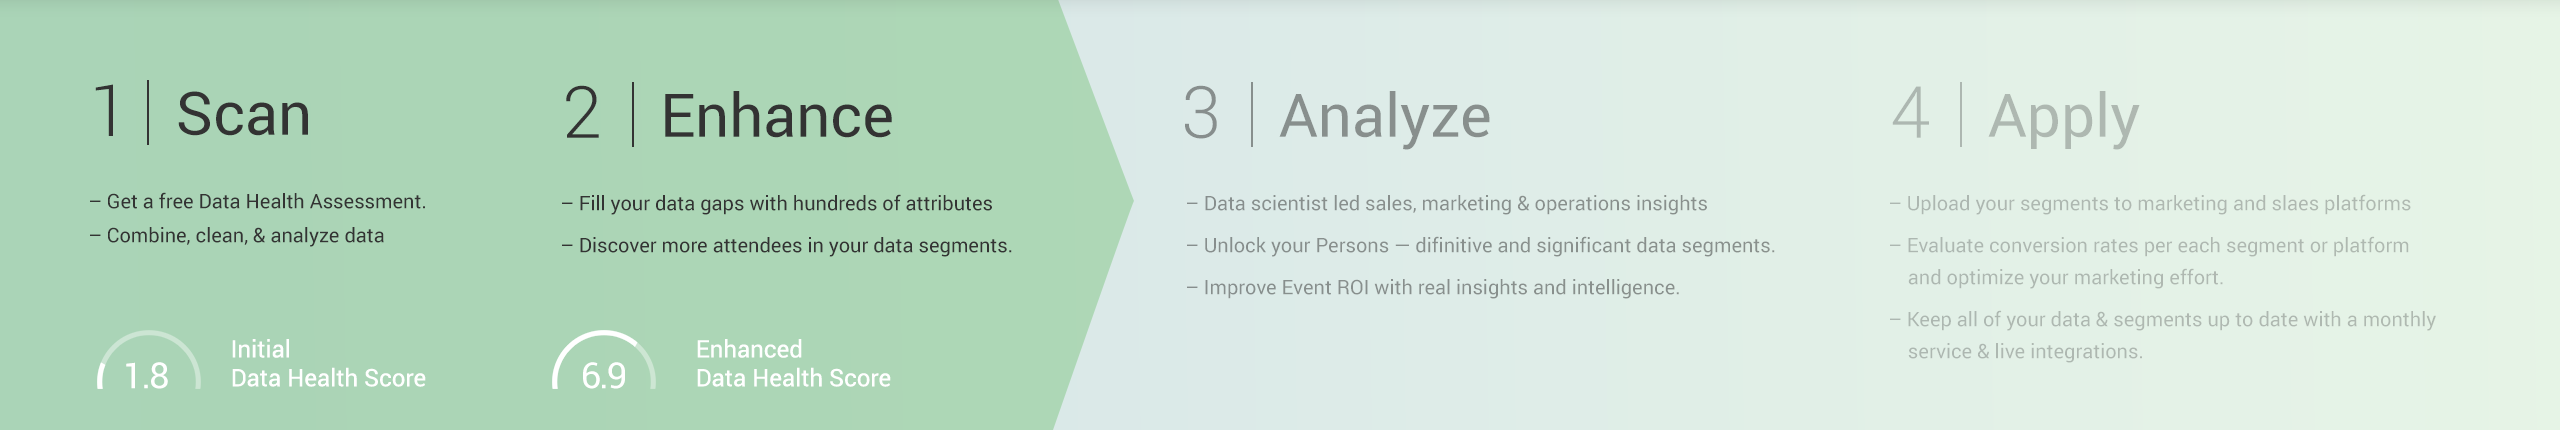 1 | Scan
– Get a free Data Health Assessment.
– Combine, clean, & analyze data
1.8
Initial
Data Health Score
2 | Enhance
– Fill your data gaps with hundreds of attributes
– Discover more attendees in your data segments.
6.9
Enhanced
Data Health Score
3 | Analyze
– Data scientist led sales, marketing & operations insights
– Unlock your Persons – difinitive and significant data segments.
– Improve Event ROI with real insights and intelligence.
4 | Apply
– Upload your segments to marketing and slaes platforms
– Evaluate conversion rates per each segment or platform
and optimize your marketing effort.
– Keep all of your data & segments up to date with a monthly
service & live integrations.